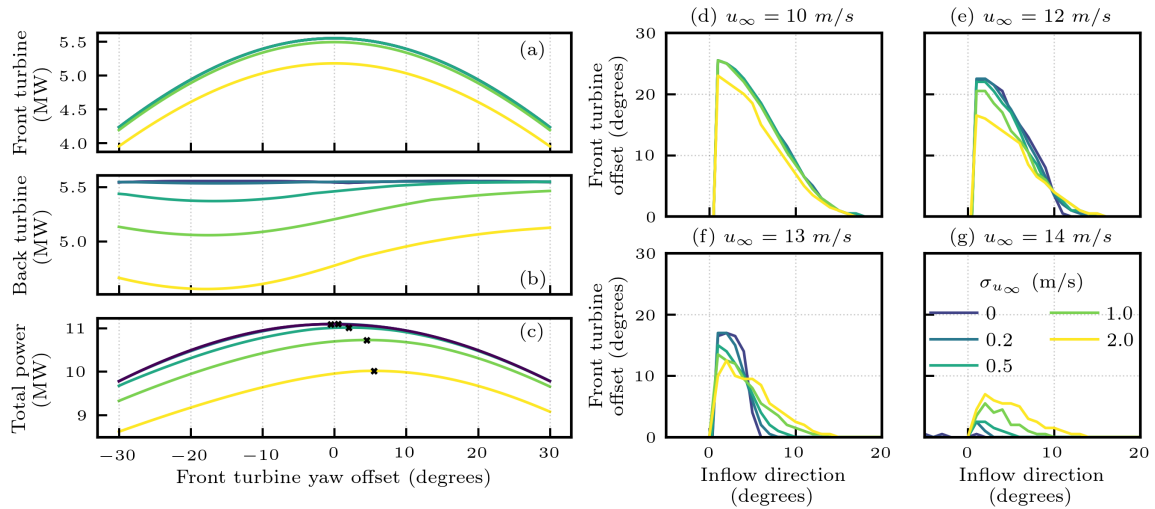 Front turbine
(MW)
5.5
5.0
4.5
4.0
(a)
Back turbine
(MW)
5.5
5.0
(b)
Total power
(MW)
11
10
9
(c)
−30
−20
−10
0
10
20
30
Front turbine yaw offset (degrees)
(d) u∞ = 10 m/s
Front turbine
offset (degrees)
30
20
10
0
(e) u∞ = 12 m/s
(f) u∞ = 13 m/s
Front turbine
offset (degrees)
30
20
10
0
0
10
20
Inflow direction
(degrees)
(g) u∞ = 14 m/s
σu∞ (m/s)
0
0.2
0.5
1.0
2.0
0
10
20
Inflow direction
(degrees)